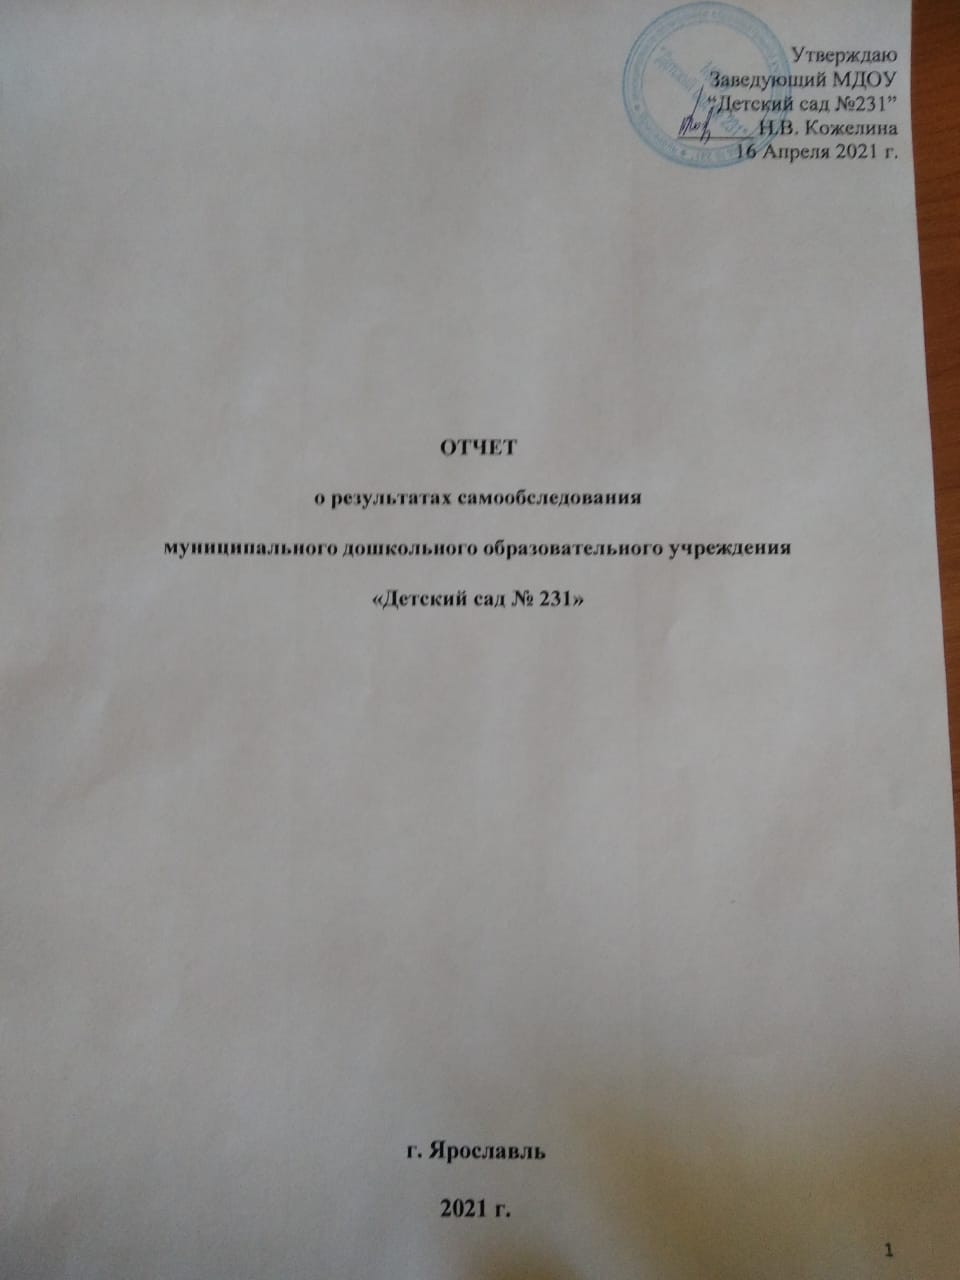 Утверждаю
Заведующий МДОУ
“Детский сад №231”
Н.В. Кожелина
16 Апреля 2021 г.
ОТЧЕТ
о результатах самообследования
муниципального дошкольного образовательного учреждения
«Детский сад № 231»
г. Ярославль
2021 г.
1